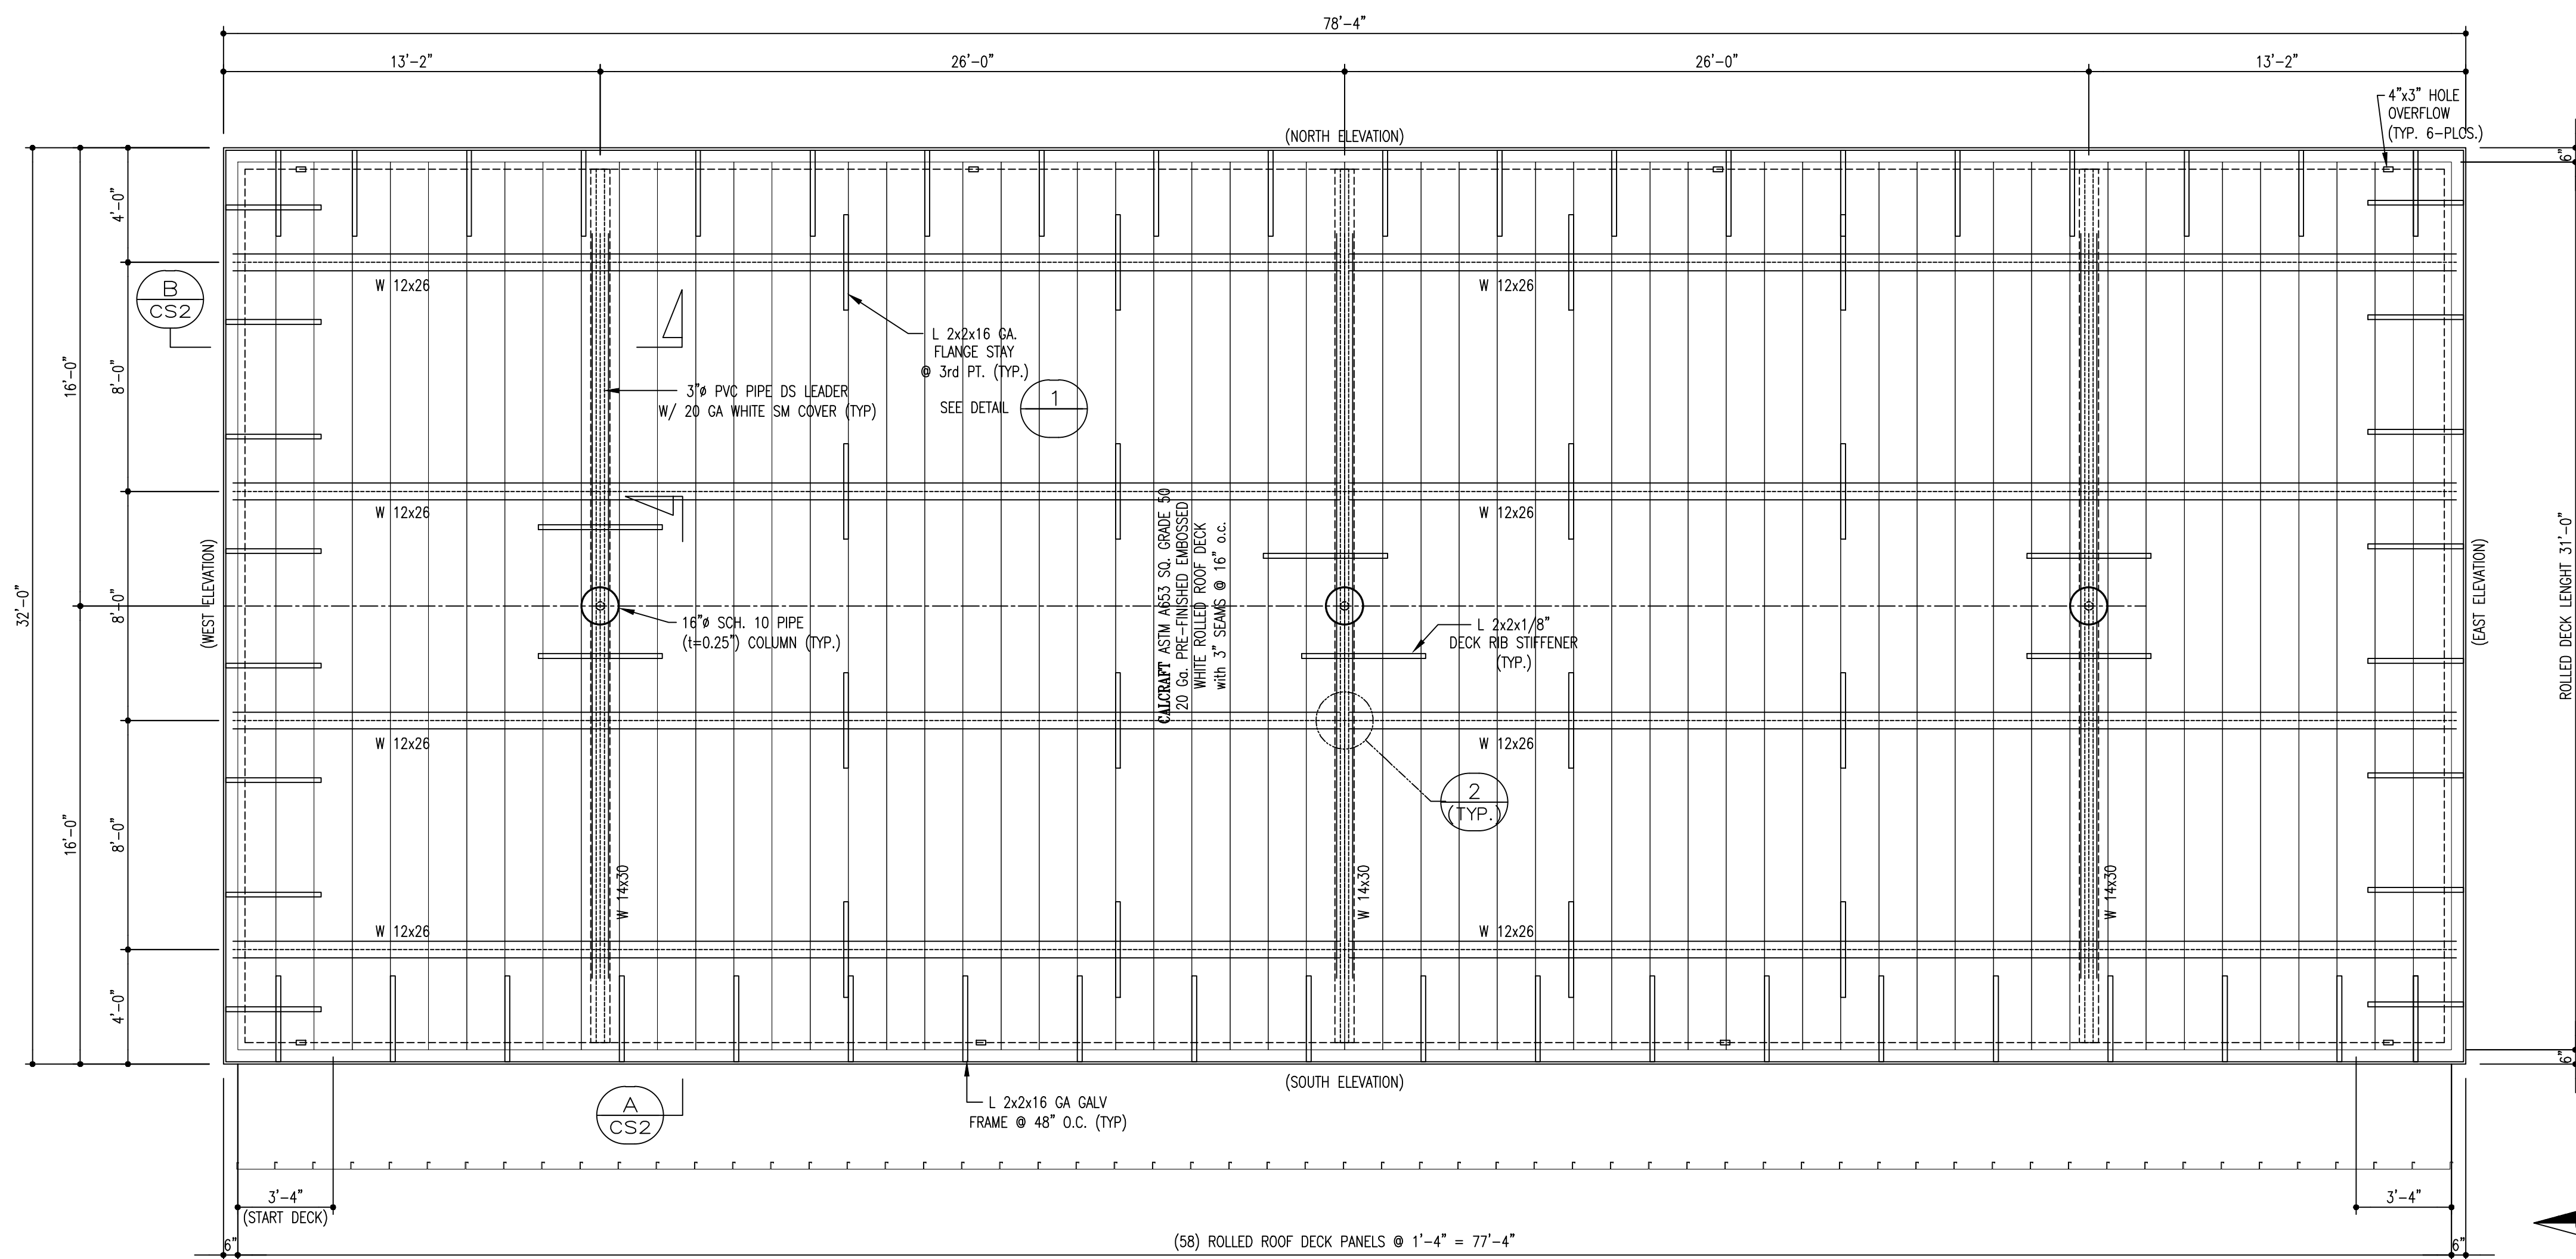 78'-4"
13'-2"
26'-0"
26'-0"
13'-2"
4"x3" HOLE
OVERFLOW
(TYP. 6-PLCS.)
(NORTH ELEVATION)
6"
4'-0"
B
CS2
W 12x26
W 12x26
L 2x2x16 GA.
FLANGE STAY
@ 3rd PT. (TYP.)
SEE DETAIL
1
3"ø PVC PIPE DS LEADER
W/ 20 GA WHITE SM COVER (TYP)
16'-0"
8'-0"
W 12x26
W 12x26
CALCRAFT ASTM A653 SQ. GRADE 50
20 Ga. PRE-FINISHED EMBOSSED
WHITE ROLLED ROOF DECK
with 3" SEAMS @ 16" o.c.
32'-0"
8'-0"
(WEST ELEVATION)
16"ø SCH. 10 PIPE
(t=0.25") COLUMN (TYP.)
L 2x2x1/8"
DECK RIB STIFFENER
(TYP.)
(EAST ELEVATION)
ROLLED DECK LENGHT 31'-0"
W 12x26
W 12x26
2
(TYP.)
16'-0"
8'-0"
W 14x30
W 14x30
W 14x30
W 12x26
W 12x26
4'-0"
6"
(SOUTH ELEVATION)
A
CS2
L 2x2x16 GA GALV
FRAME @ 48" O.C. (TYP)
3'-4"
(START DECK)
3'-4"
6"
(58) ROLLED ROOF DECK PANELS @ 1'-4" = 77'-4"
6"